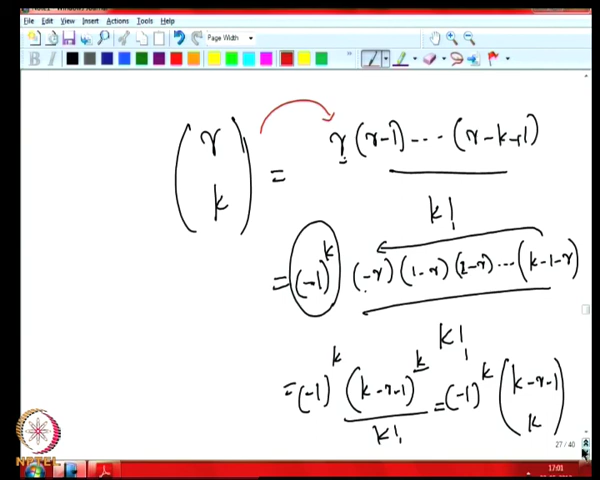 File Edit View Insert Actions Tools Help
Page Width
B I
(r k) = r(r-1)···(r-k+1) / k!
= (-1)^k (-r)(1-r)(2-r)···(k-1-r) / k!
= (-1)^k (k-r-1)^k / k! = (-1)^k (k-r-1 k)
27 / 40
NPTEL
17:01